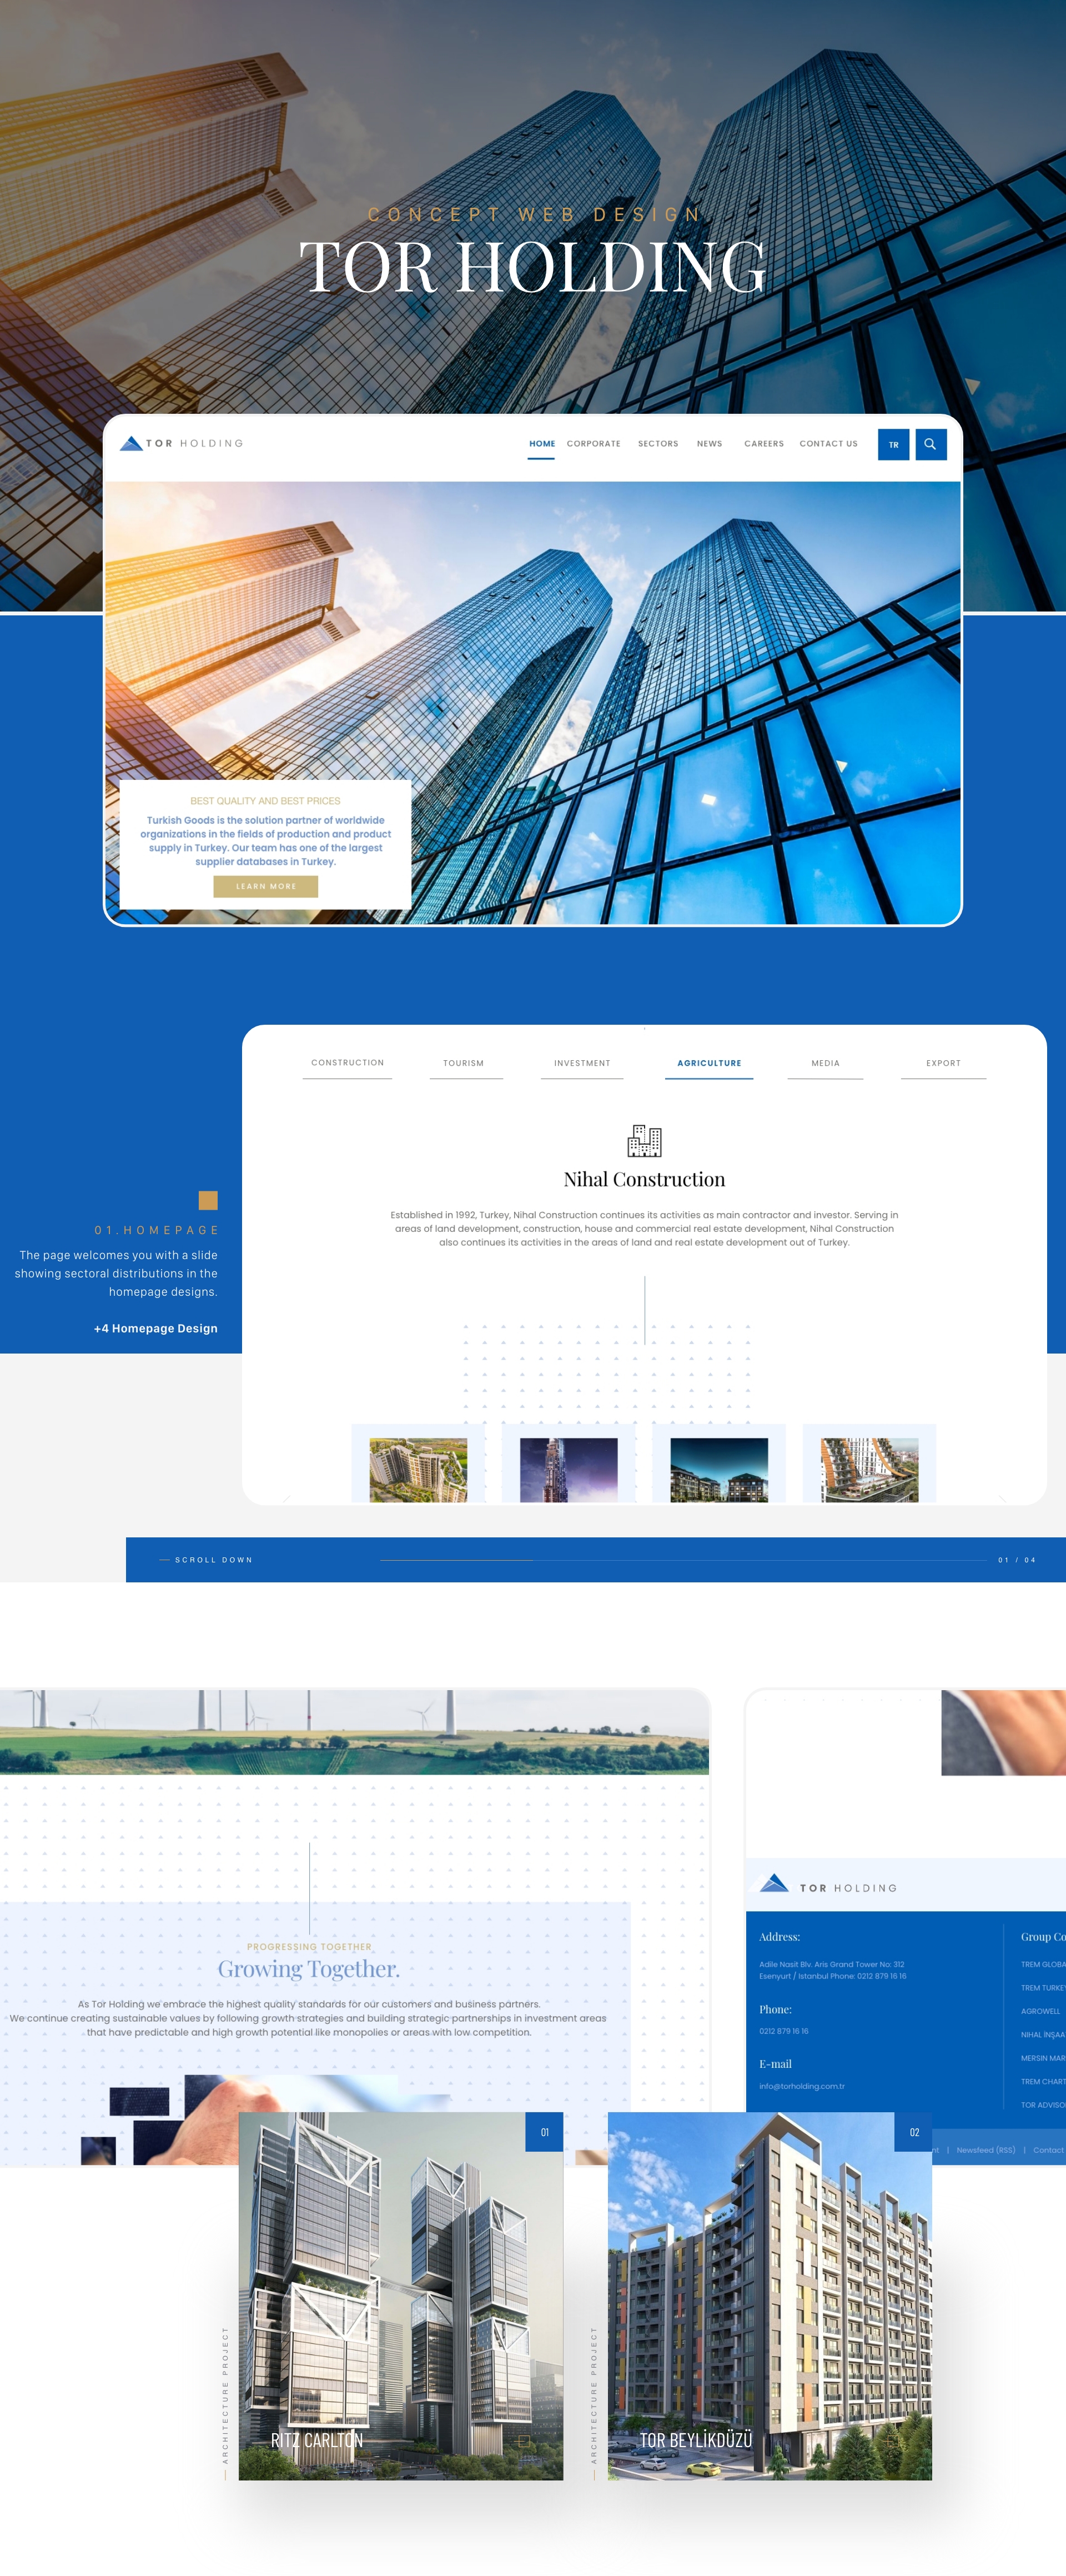 CONCEPT WEB DESIGN
TOR HOLDING
TOR HOLDING
HOME CORPORATE SECTORS NEWS CAREERS CONTACT US TR
BEST QUALITY AND BEST PRICES
Turkish Goods is the solution partner of worldwide
organizations in the fields of production and product
supply in Turkey. Our team has one of the largest
supplier databases in Turkey.
LEARN MORE
CONSTRUCTION TOURISM INVESTMENT AGRICULTURE MEDIA EXPORT
Nihal Construction
Established in 1992, Turkey, Nihal Construction continues its activities as main contractor and investor. Serving in
areas of land development, construction, house and commercial real estate development, Nihal Construction
also continues its activities in the areas of land and real estate development out of Turkey.
01.HOMEPAGE
The page welcomes you with a slide
showing sectoral distributions in the
homepage designs.
+4 Homepage Design
SCROLL DOWN
01 / 04
PROGRESSING TOGETHER
Growing Together.
As Tor Holding we embrace the highest quality standards for our customers and business partners.
We continue creating sustainable values by following growth strategies and building strategic partnerships in investment areas
that have predictable and high growth potential like monopolies or areas with low competition.
TOR HOLDING
Address:
Adile Nasit Blv. Aris Grand Tower No: 312
Esenyurt / Istanbul Phone: 0212 879 16 16
Phone:
0212 879 16 16
E-mail
info@torholding.com.tr
Group Co
TREM GLOBA
TREM TURKE
AGROWELL
NIHAL İNŞAA
MERSIN MAR
TREM CHART
TOR ADVISO
nt | Newsfeed (RSS) | Contact
01
ARCHITECTURE PROJECT
RITZ CARLTON
02
ARCHITECTURE PROJECT
TOR BEYLİKDÜZÜ